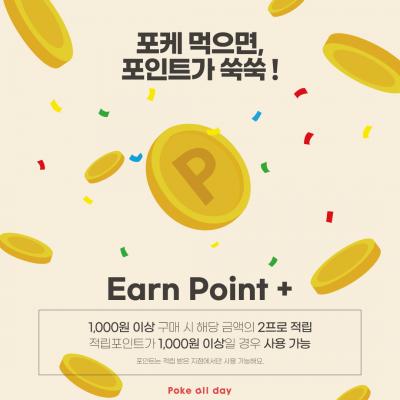 포케 먹으면,
포인트가 쑥쑥 !
P
Earn Point +
1,000원 이상 구매 시 해당 금액의 2프로 적립
적립포인트가 1,000원 이상일 경우 사용 가능
포인트는 적립 받은 지점에서만 사용 가능해요.
Poke all day